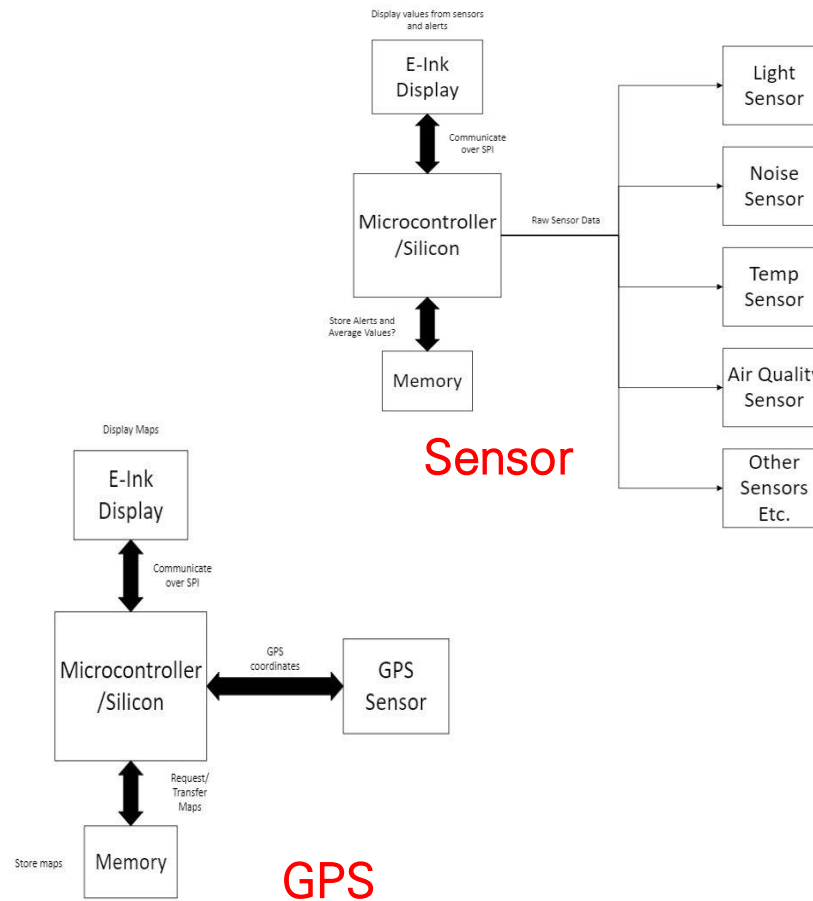 Display values from sensors
and alerts
E-Ink
Display
Communicate
over SPI
Microcontroller
/Silicon
Raw Sensor Data
Store Alerts and
Average Values?
Memory
Light
Sensor
Noise
Sensor
Temp
Sensor
Air Quality
Sensor
Other
Sensors
Etc.
Sensor
Display Maps
E-Ink
Display
Communicate
over SPI
Microcontroller
/Silicon
GPS
coordinates
GPS
Sensor
Request/
Transfer
Maps
Store maps
Memory
GPS